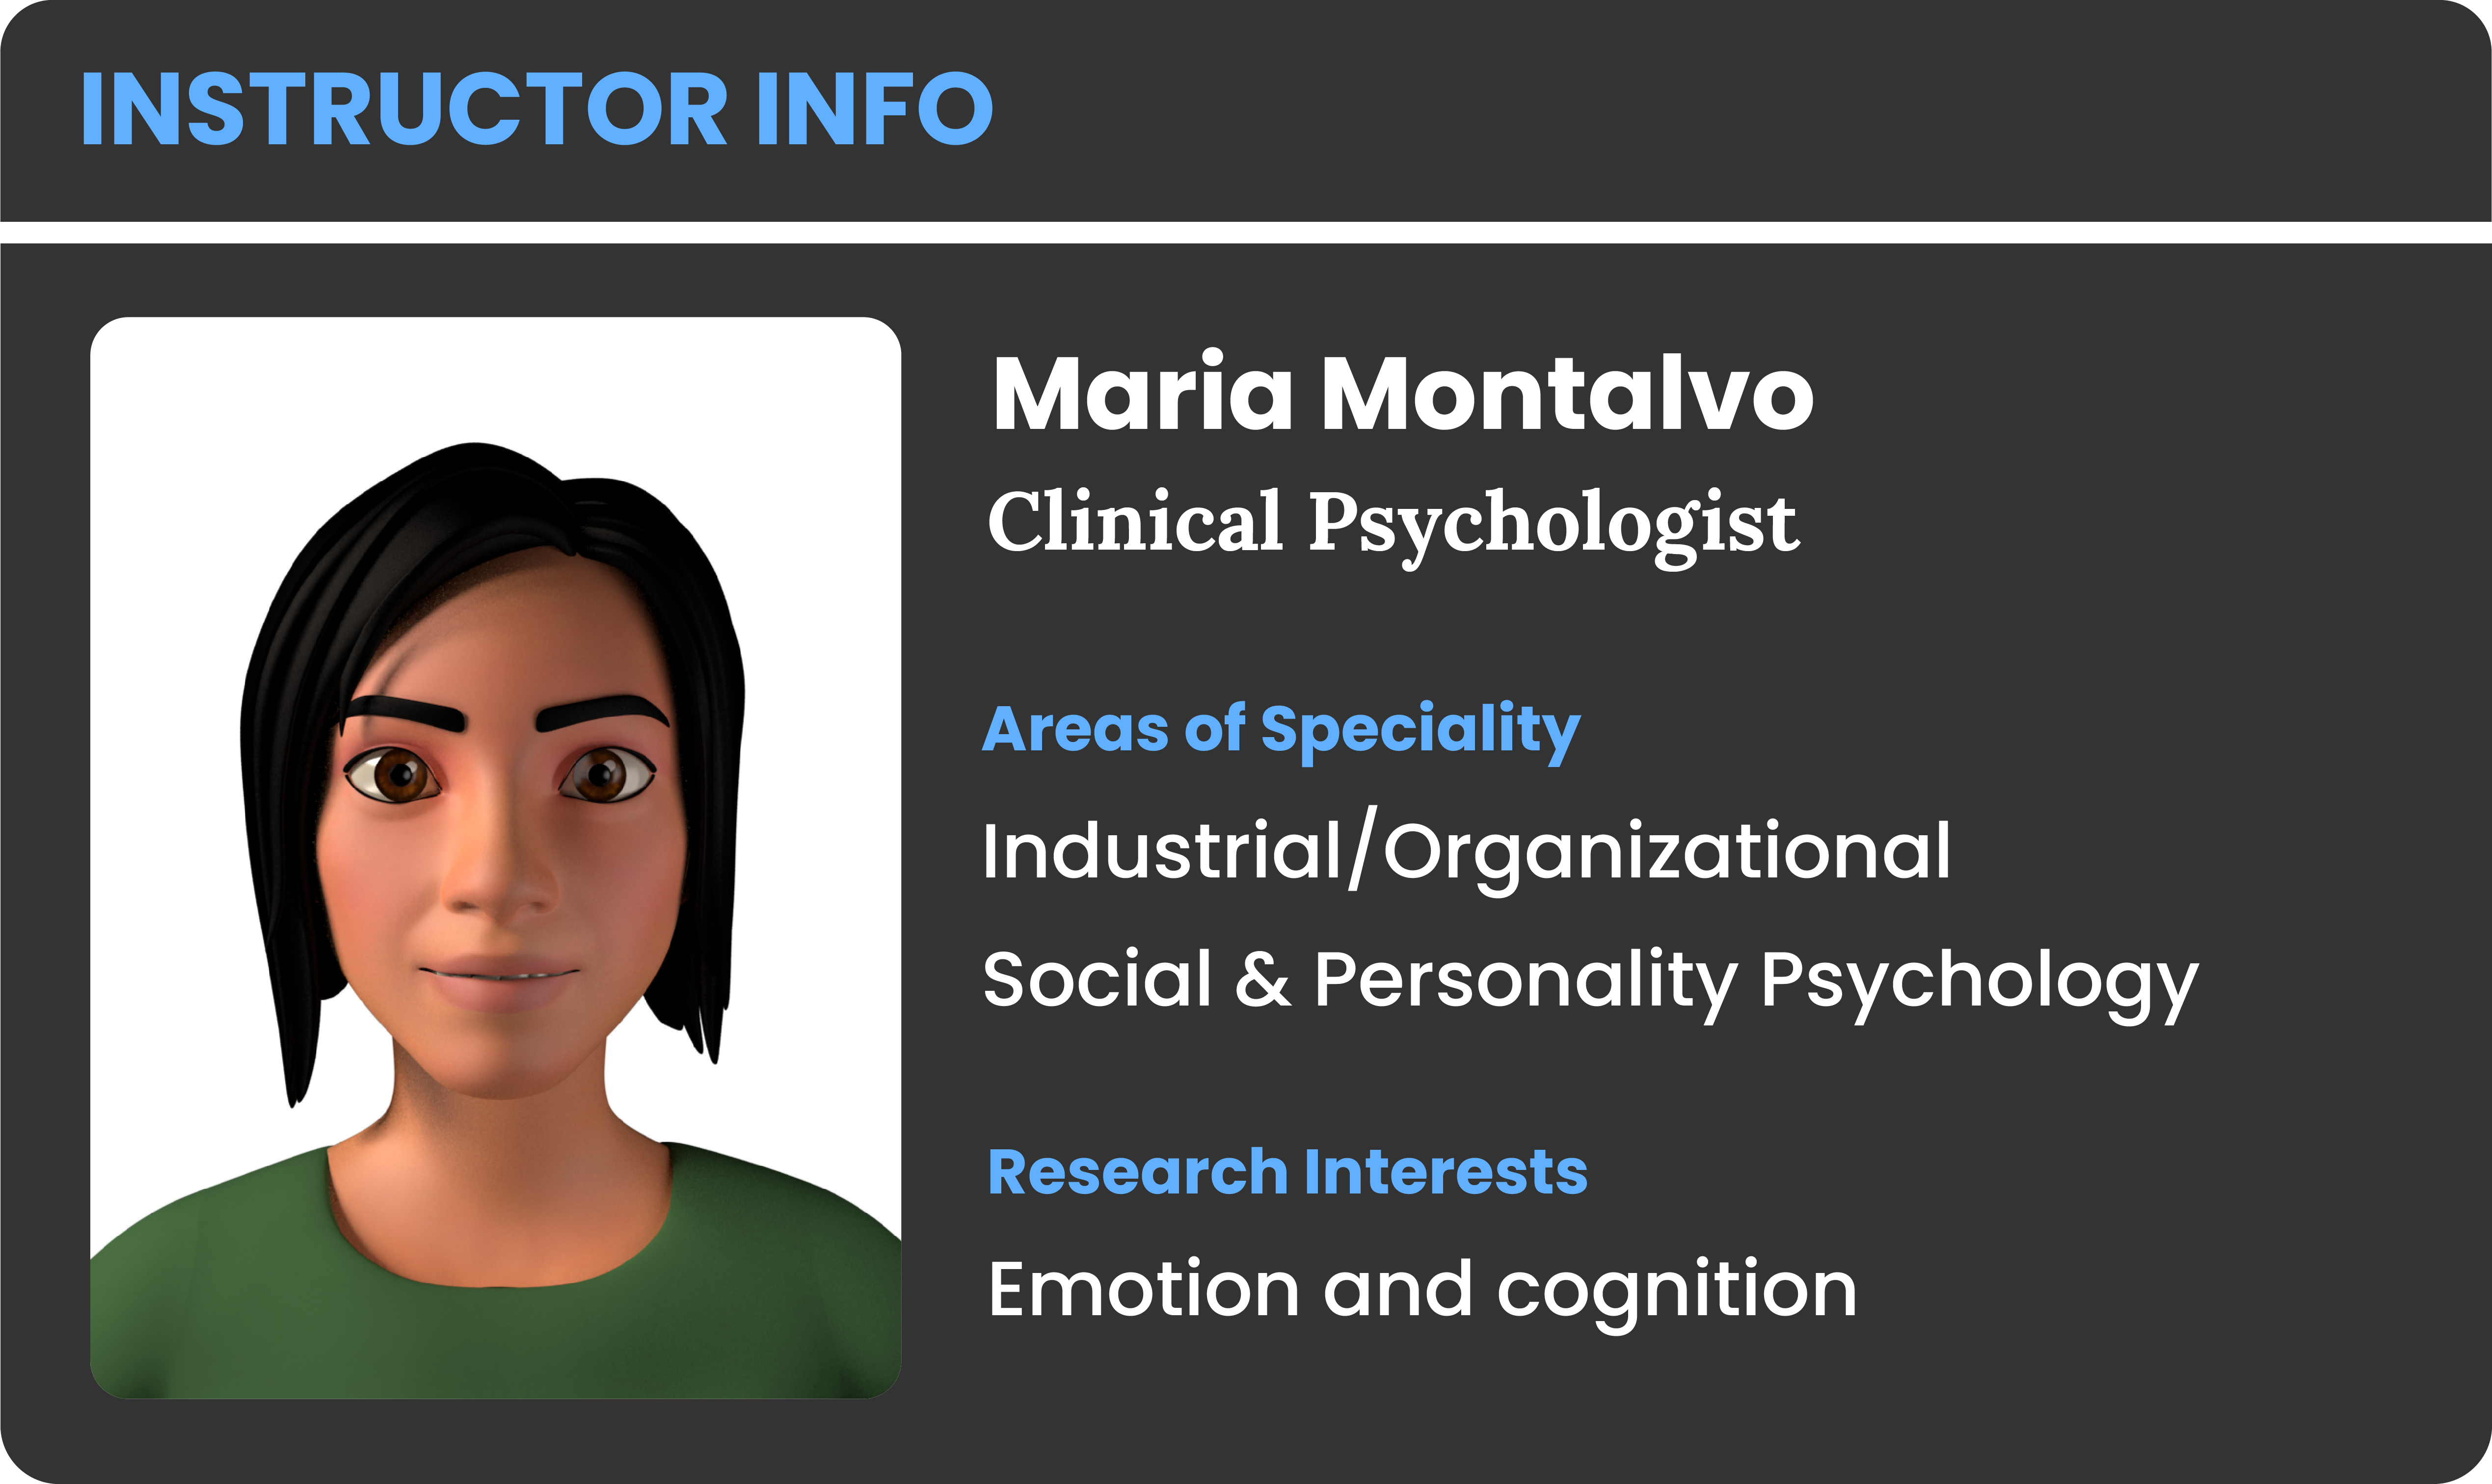 INSTRUCTOR INFO
Maria Montalvo
Clinical Psychologist
Areas of Speciality
Industrial/Organizational
Social & Personality Psychology
Research Interests
Emotion and cognition